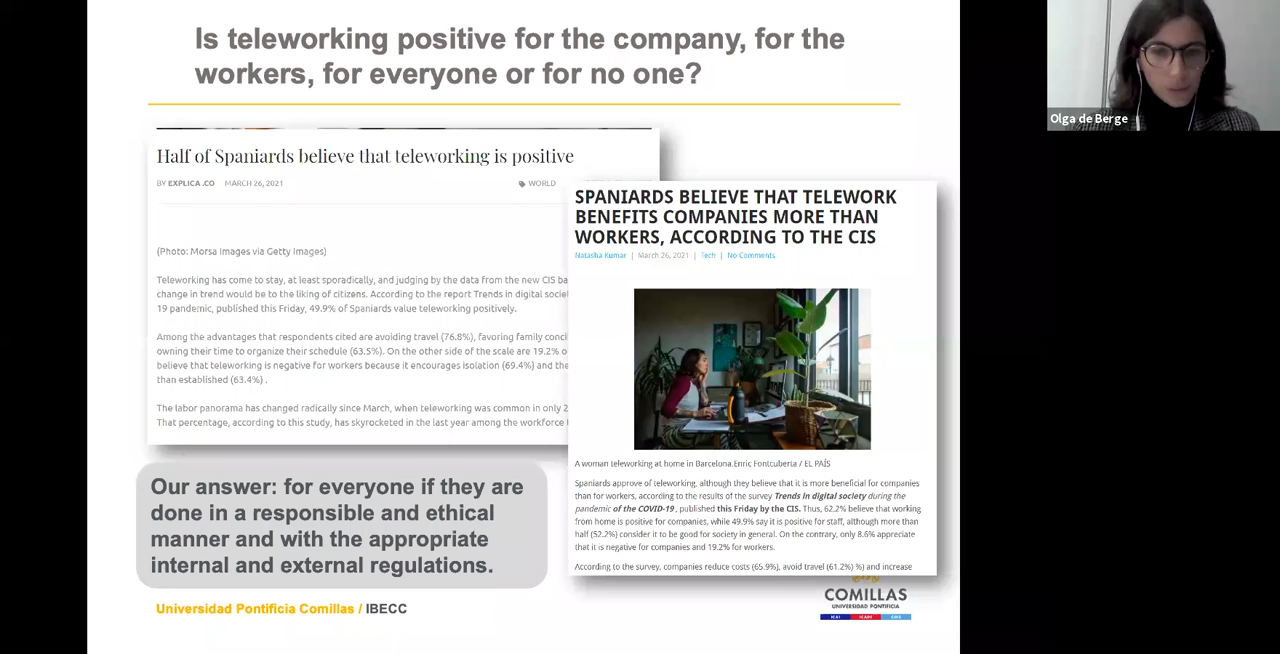 Is teleworking positive for the company, for the
workers, for everyone or for no one?
Olga de Berge
Half of Spaniards believe that teleworking is positive
BY EXPLICA .CO MARCH 26, 2021 WORLD
(Photo: Morsa Images via Getty Images)
Teleworking has come to stay, at least sporadically, and judging by the data from the new CIS ba
change in trend would be to the liking of citizens. According to the report Trends in digital societ
19 pandemic, published this Friday, 49.9% of Spaniards value teleworking positively.
Among the advantages that respondents cited are avoiding travel (76.8%), favoring family conci
owning their time to organize their schedule (63.5%). On the other side of the scale are 19.2% o
believe that teleworking is negative for workers because it encourages isolation (69.4%) and the
than established (63.4%) .
The labor panorama has changed radically since March, when teleworking was common in only 2
That percentage, according to this study, has skyrocketed in the last year among the workforce
SPANIARDS BELIEVE THAT TELEWORK
BENEFITS COMPANIES MORE THAN
WORKERS, ACCORDING TO THE CIS
Natasha Kumar | March 26, 2021 | Tech | No Comments
A woman teleworking at home in Barcelona.Enric Fontcuberta / EL PAÍS
Spaniards approve of teleworking, although they believe that it is more beneficial for companies
than for workers, according to the results of the survey Trends in digital society during the
pandemic of the COVID-19 , published this Friday by the CIS. Thus, 62.2% believe that working
from home is positive for companies, while 49.9% say it is positive for staff, although more than
half (52.2%) consider it to be good for society in general. On the contrary, only 8.6% appreciate
that it is negative for companies and 19.2% for workers.
According to the survey, companies reduce costs (65.9%), avoid travel (61.2%) %) and increase
Our answer: for everyone if they are
done in a responsible and ethical
manner and with the appropriate
internal and external regulations.
Universidad Pontificia Comillas / IBECC
COMILLAS
UNIVERSIDAD PONTIFICIA
ICAI ICADE CIHS